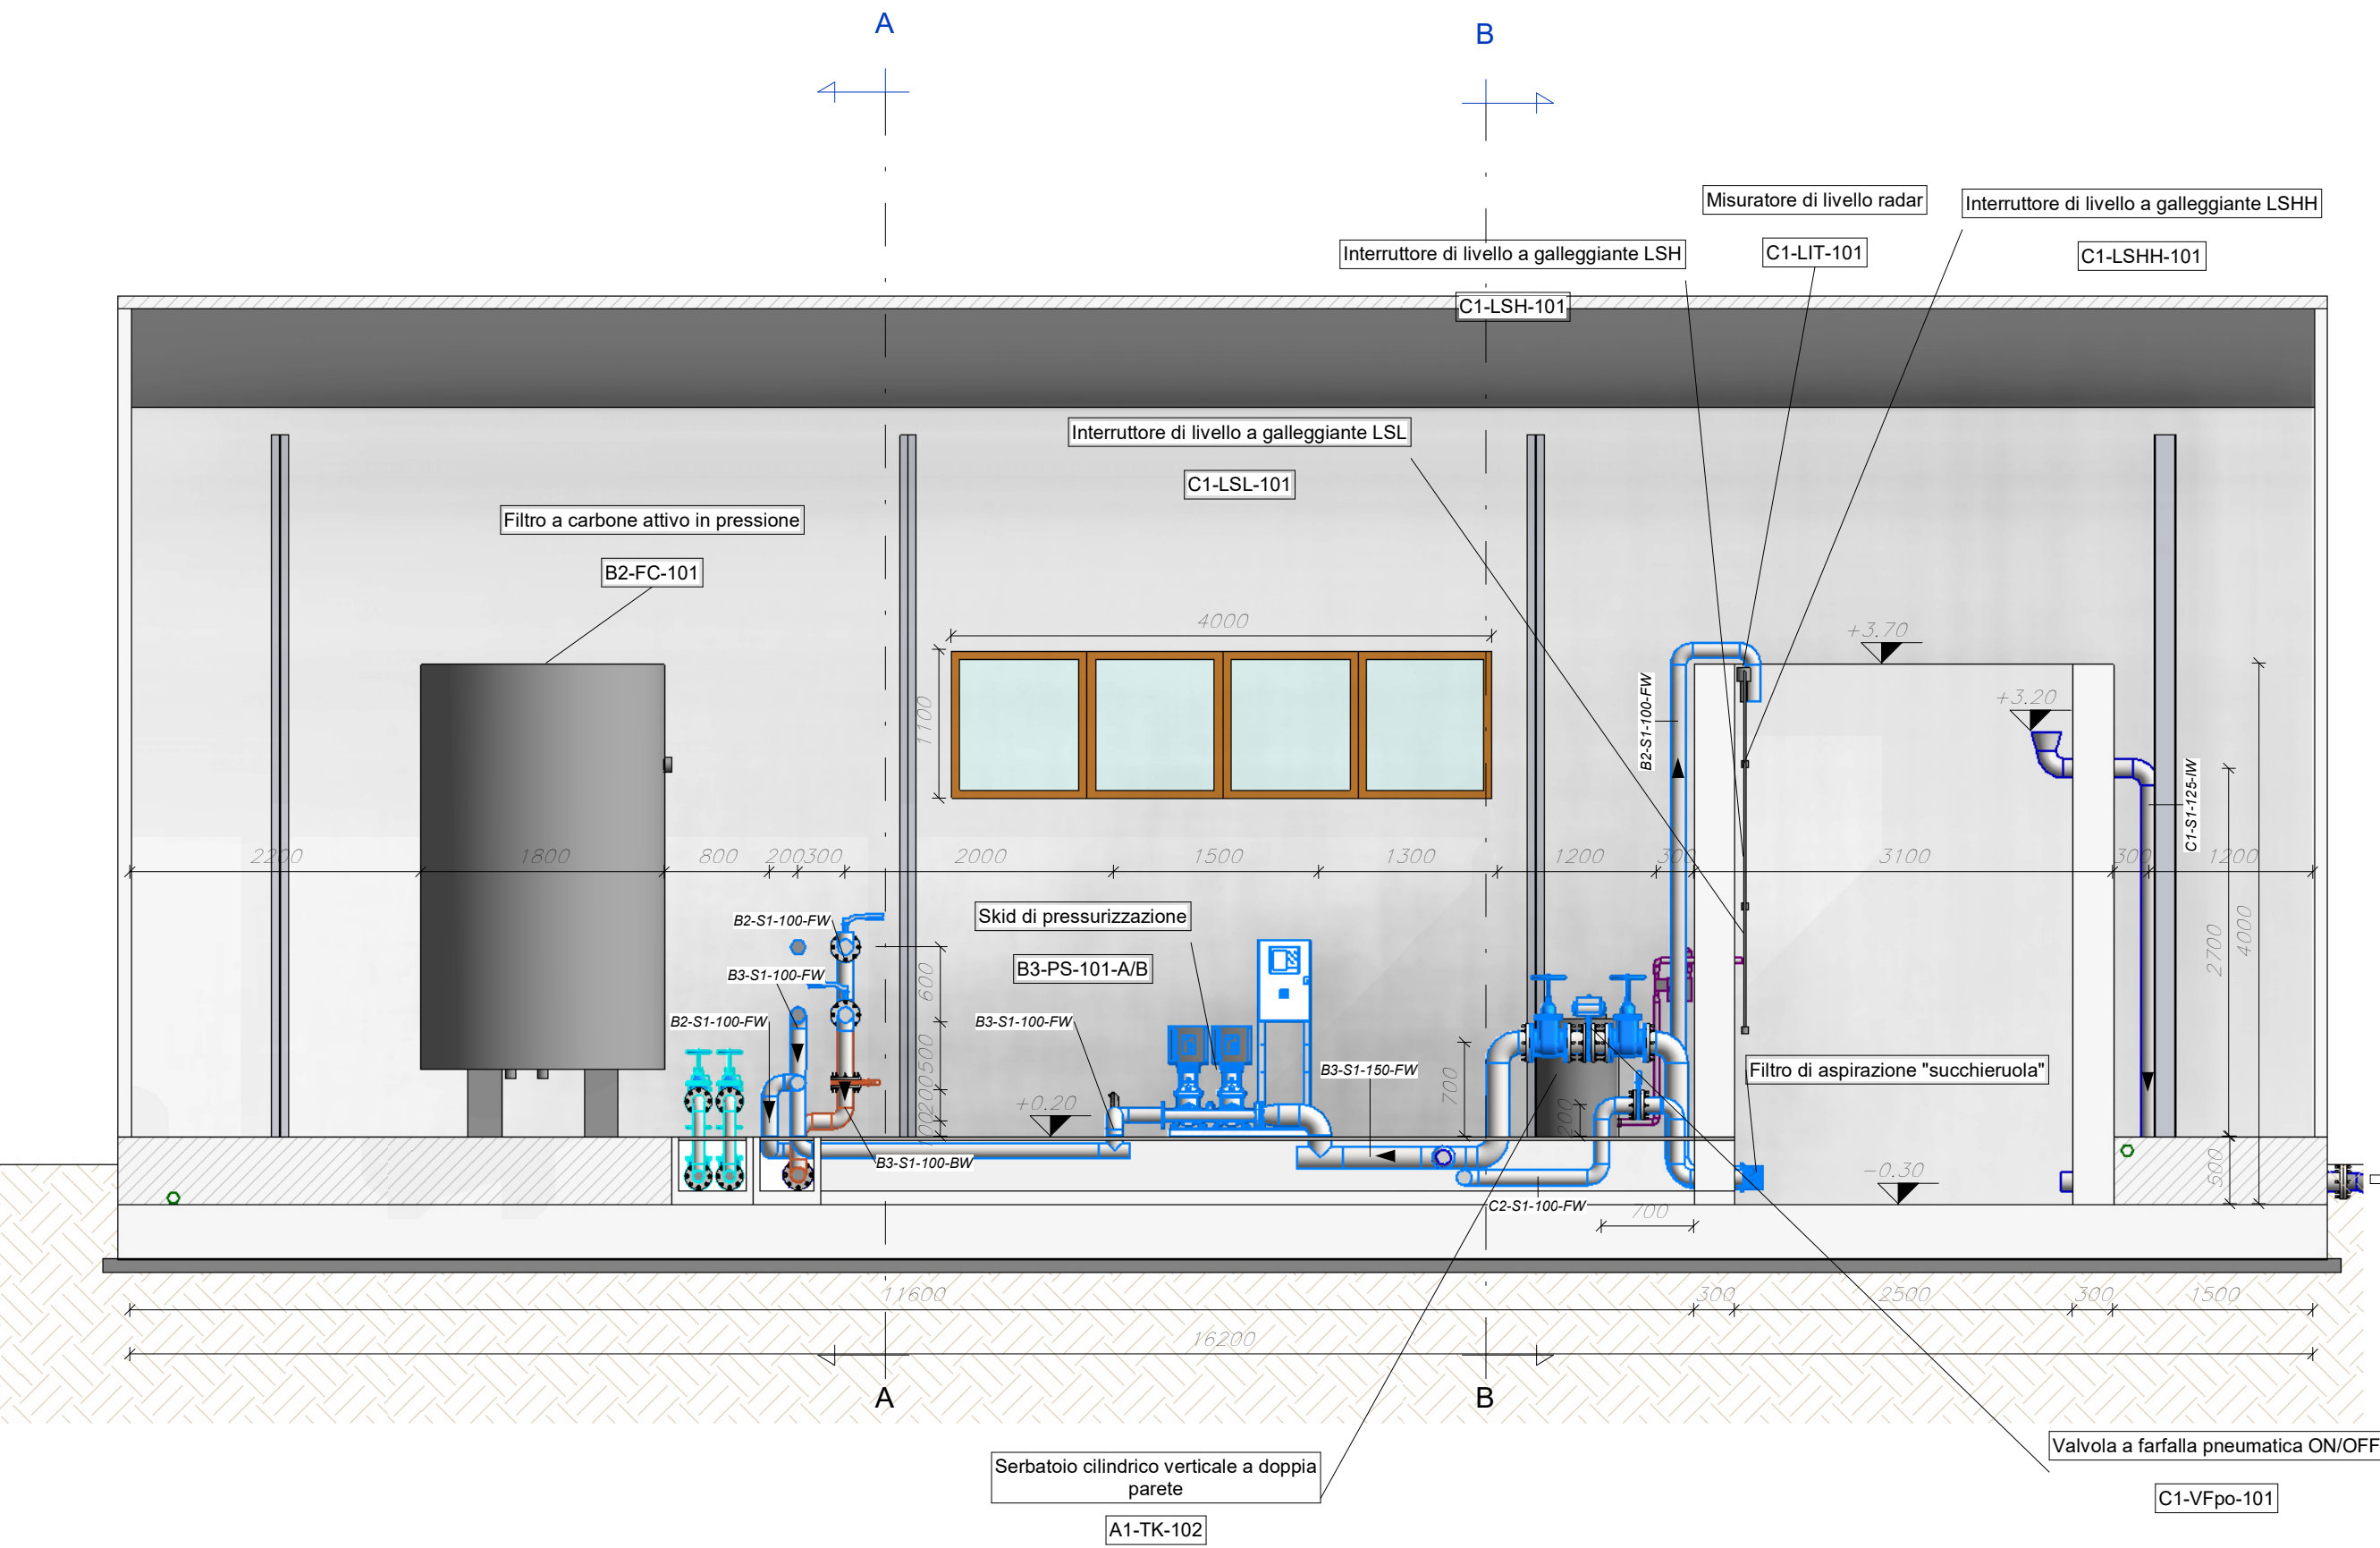 A
B
Misuratore di livello radar
Interruttore di livello a galleggiante LSHH
Interruttore di livello a galleggiante LSH
C1-LIT-101
C1-LSHH-101
C1-LSH-101
Interruttore di livello a galleggiante LSL
C1-LSL-101
Filtro a carbone attivo in pressione
B2-FC-101
4000
1100
+3.70
+3.20
B2-S1-100-FW
C1-S1-125-IW
2200
1800
800
200
300
2000
1500
1300
1200
300
3100
300
1200
2700
4000
B2-S1-100-FW
B3-S1-100-FW
B2-S1-100-FW
600
500
200
100
Skid di pressurizzazione
B3-PS-101-A/B
B3-S1-100-FW
+0.20
B3-S1-150-FW
700
200
Filtro di aspirazione "succhieruola"
B3-S1-100-BW
-0.30
500
C2-S1-100-FW
700
11600
300
2500
300
1500
16200
A
B
Serbatoio cilindrico verticale a doppia
parete
A1-TK-102
Valvola a farfalla pneumatica ON/OFF
C1-VFpo-101